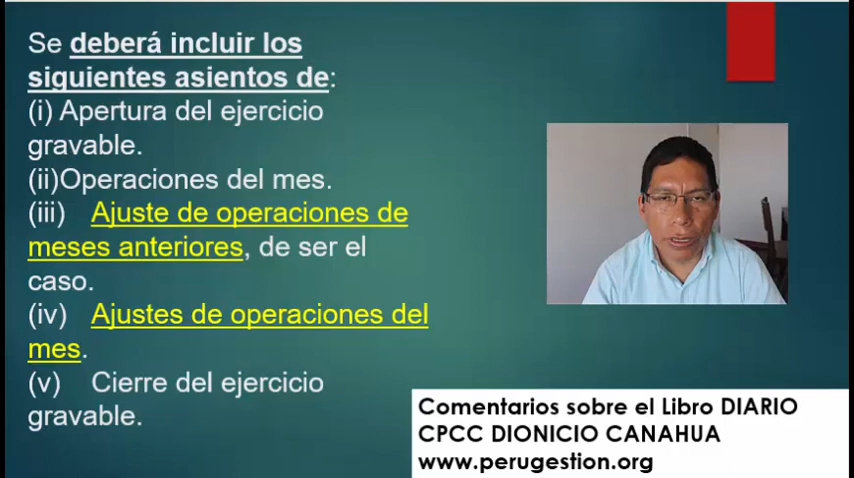 Se deberá incluir los
siguientes asientos de:
(i) Apertura del ejercicio
gravable.
(ii)Operaciones del mes.
(iii) Ajuste de operaciones de
meses anteriores, de ser el
caso.
(iv) Ajustes de operaciones del
mes.
(v) Cierre del ejercicio
gravable.
Comentarios sobre el Libro DIARIO
CPCC DIONICIO CANAHUA
www.perugestion.org